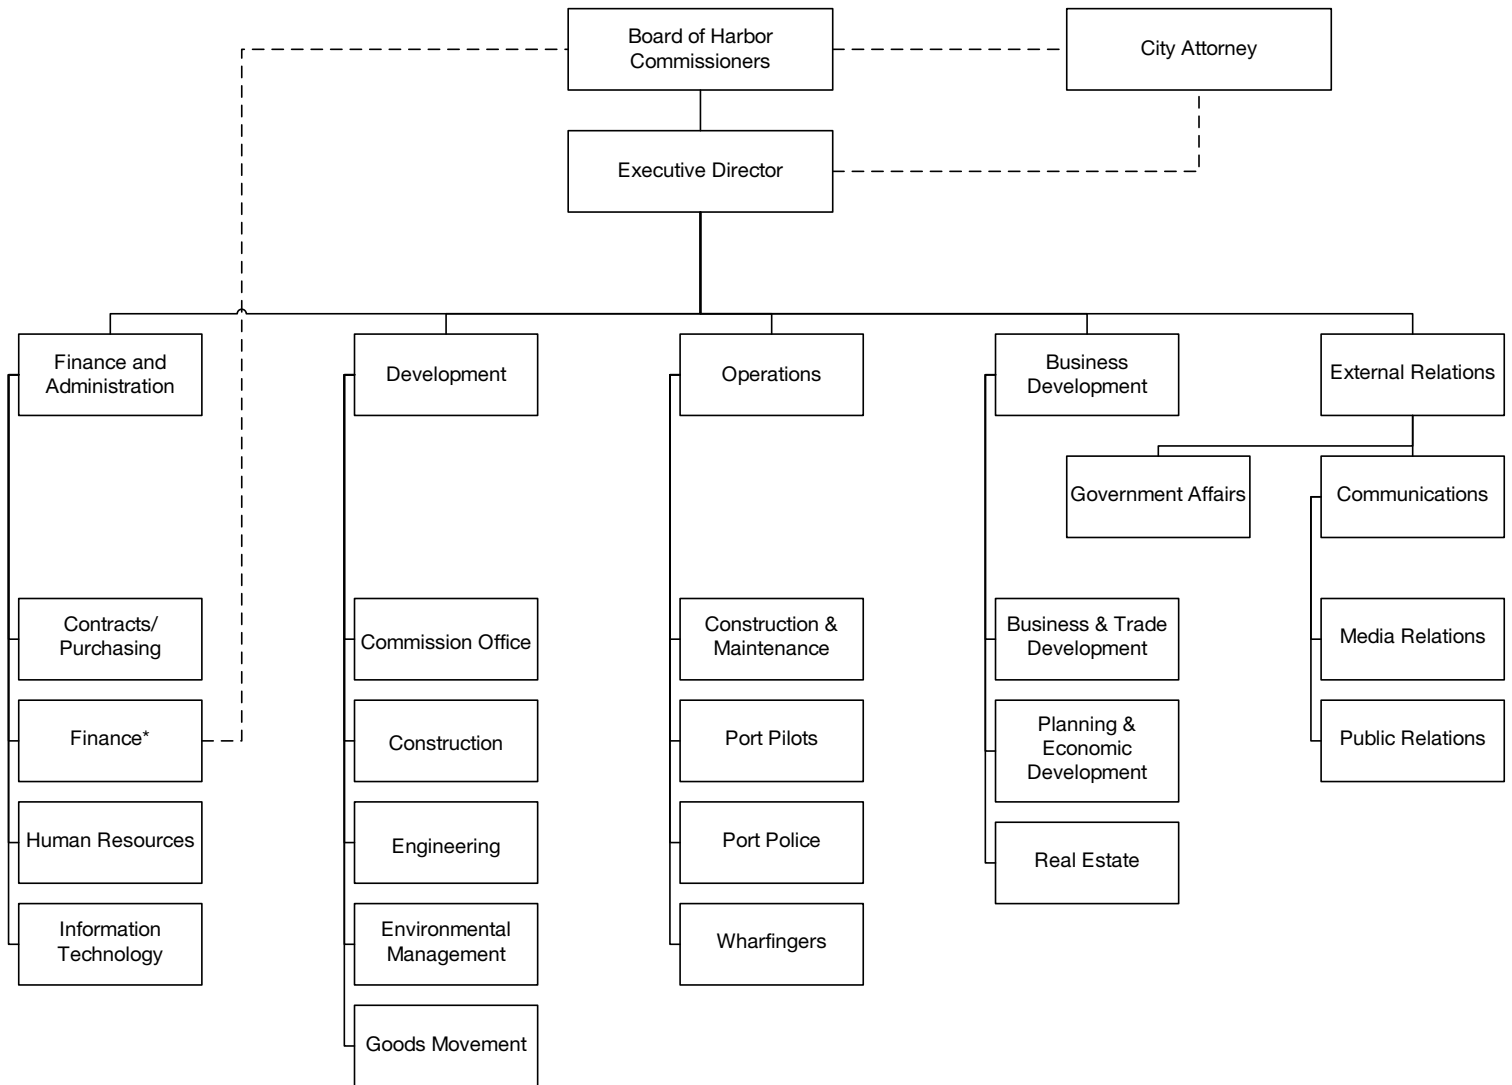 Board of Harbor
Commissioners
City Attorney
Executive Director
Finance and
Administration
Development
Operations
Business
Development
External Relations
Government Affairs
Communications
Contracts/
Purchasing
Commission Office
Construction &
Maintenance
Business & Trade
Development
Media Relations
Finance*
Construction
Port Pilots
Planning &
Economic
Development
Public Relations
Human Resources
Engineering
Port Police
Real Estate
Information
Technology
Environmental
Management
Wharfingers
Goods Movement